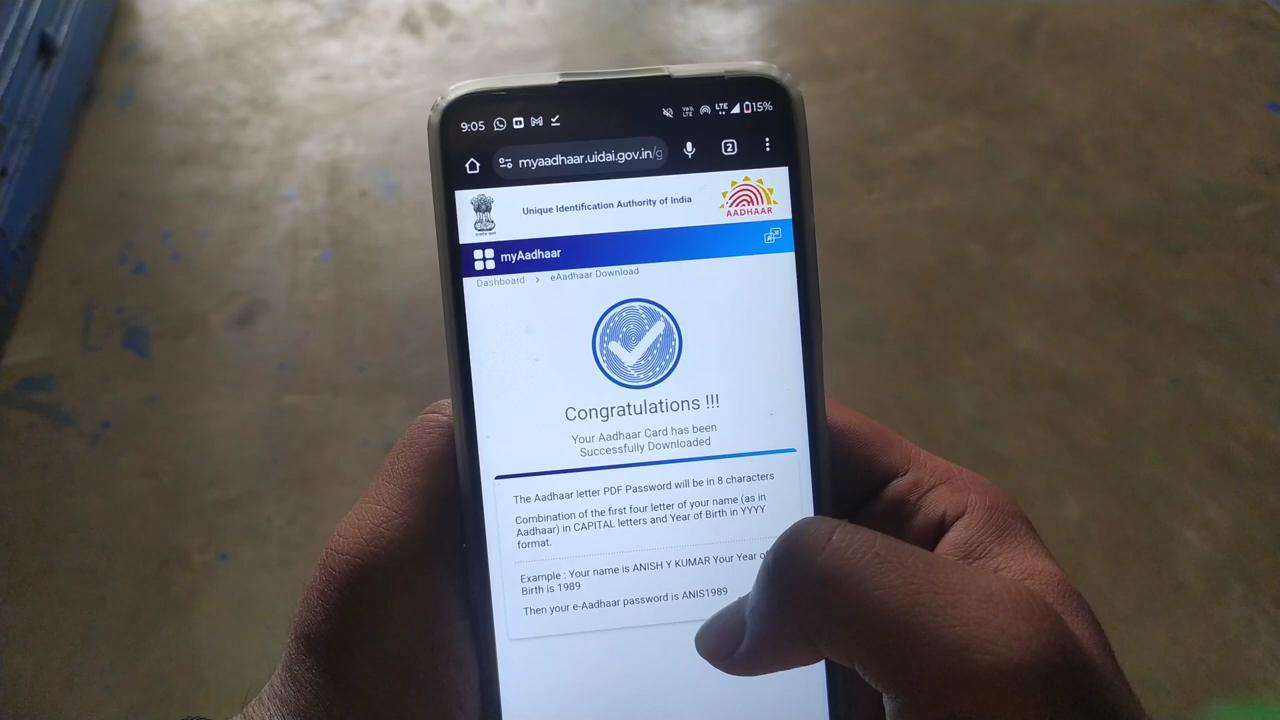 9:05
LTE
15%
myaadhaar.uidai.gov.in/g
2
Unique Identification Authority of India
AADHAAR
myAadhaar
Dashboard > eAadhaar Download
Congratulations !!!
Your Aadhaar Card has been
Successfully Downloaded
The Aadhaar letter PDF Password will be in 8 characters
Combination of the first four letter of your name (as in
Aadhaar) in CAPITAL letters and Year of Birth in YYYY
format.
Example : Your name is ANISH Y KUMAR Your Year of
Birth is 1989
Then your e-Aadhaar password is ANIS1989